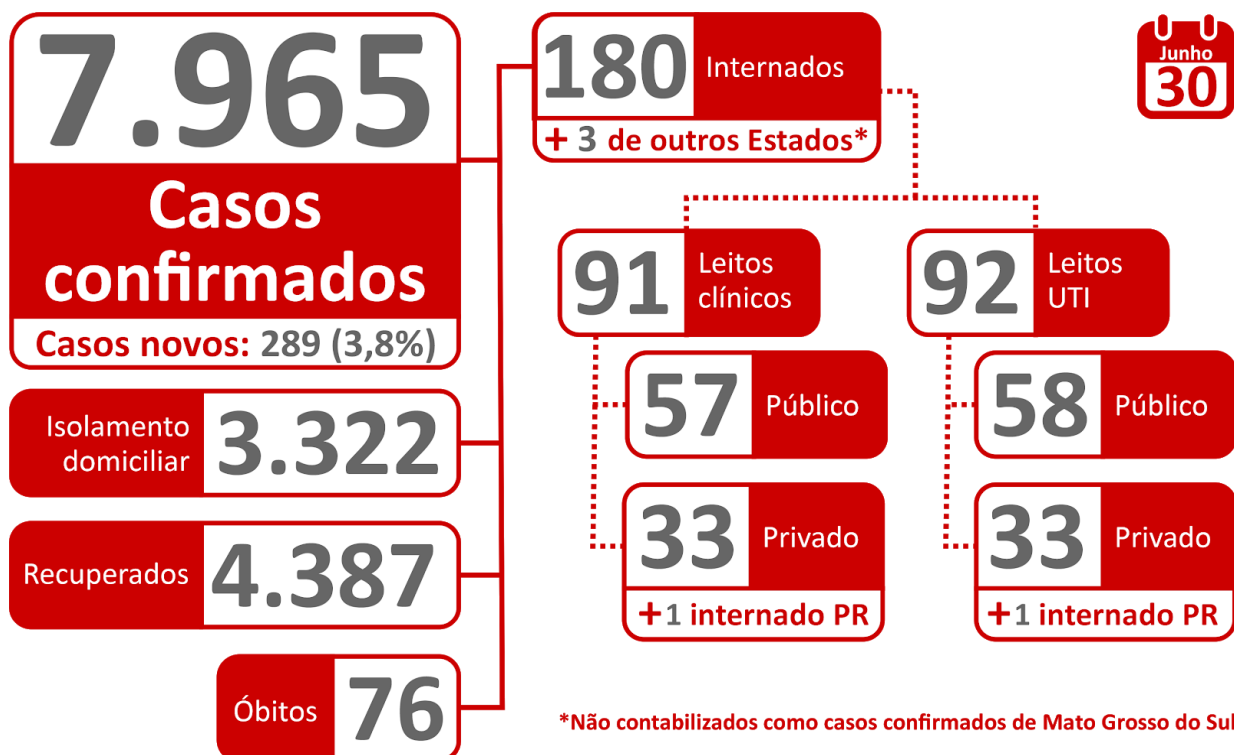 7.965
Casos
confirmados
Casos novos: 289 (3,8%)
Isolamento
domiciliar
3.322
Recuperados
4.387
Óbitos
76
180
Internados
+ 3 de outros Estados*
91
Leitos
clínicos
57
Público
33
Privado
+1 internado PR
92
Leitos
UTI
58
Público
33
Privado
+1 internado PR
Junho
30
*Não contabilizados como casos confirmados de Mato Grosso do Sul